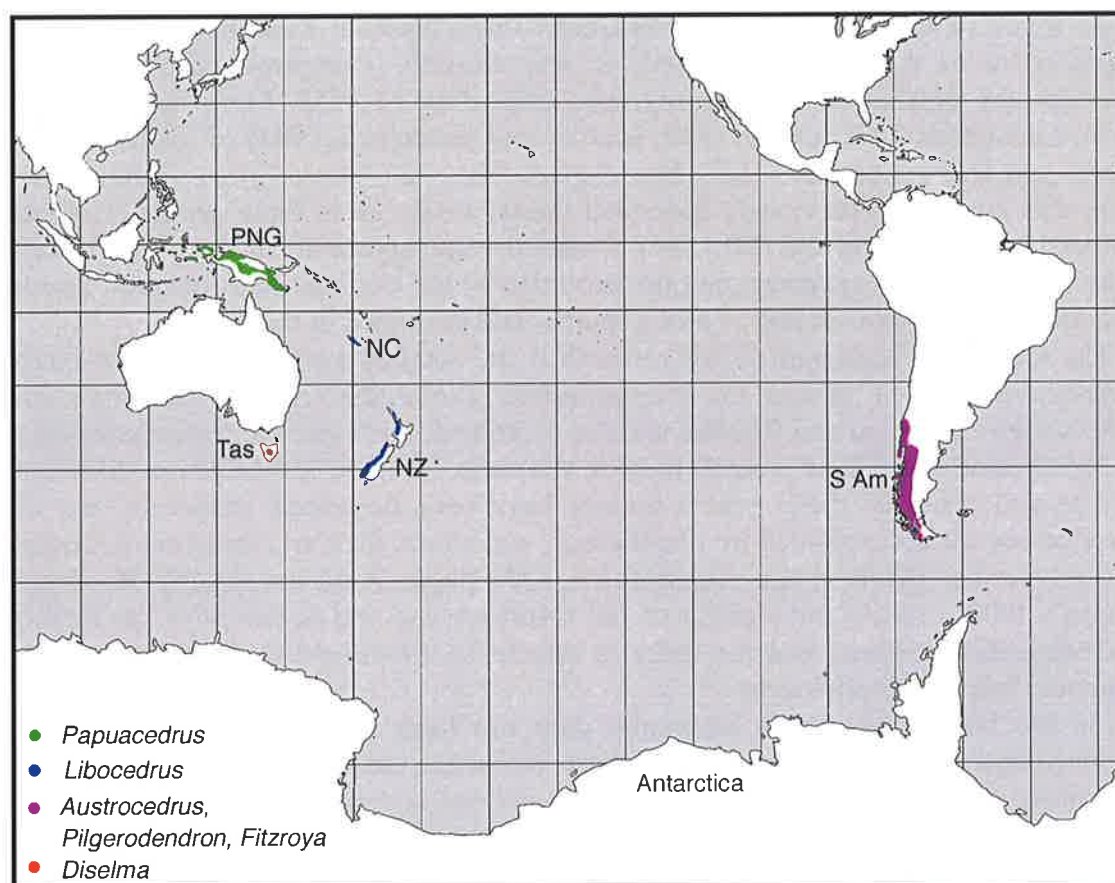 PNG
NC
Tas
NZ
S Am
Antarctica
Papuacedrus
Libocedrus
Austrocedrus,
Pilgerodendron, Fitzroya
Diselma